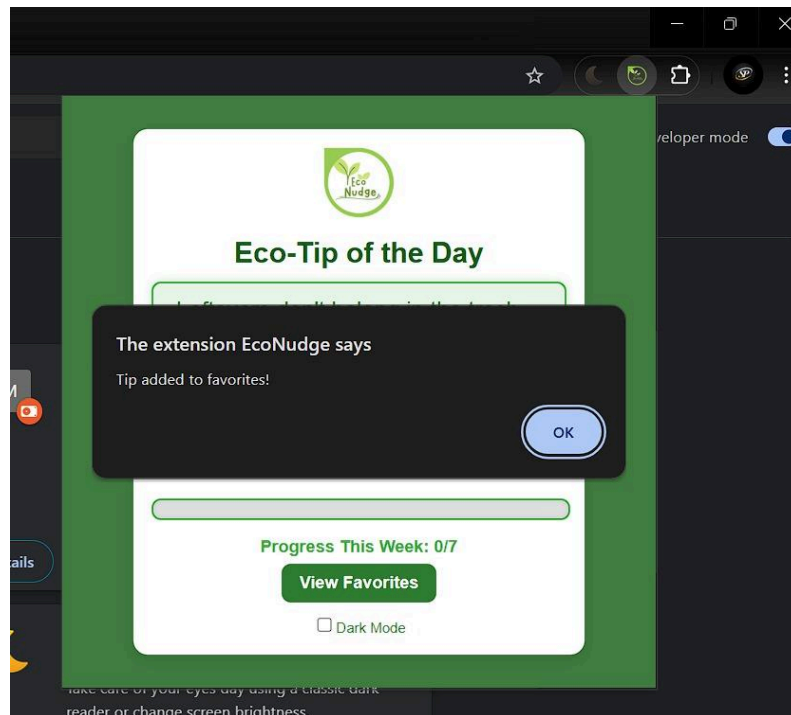 veloper mode
Eco
Nudge
Eco-Tip of the Day
The extension EcoNudge says
Tip added to favorites!
OK
Progress This Week: 0/7
ails
View Favorites
Dark Mode
Take care of your eyes day using a classic dark
reader or change screen brightness